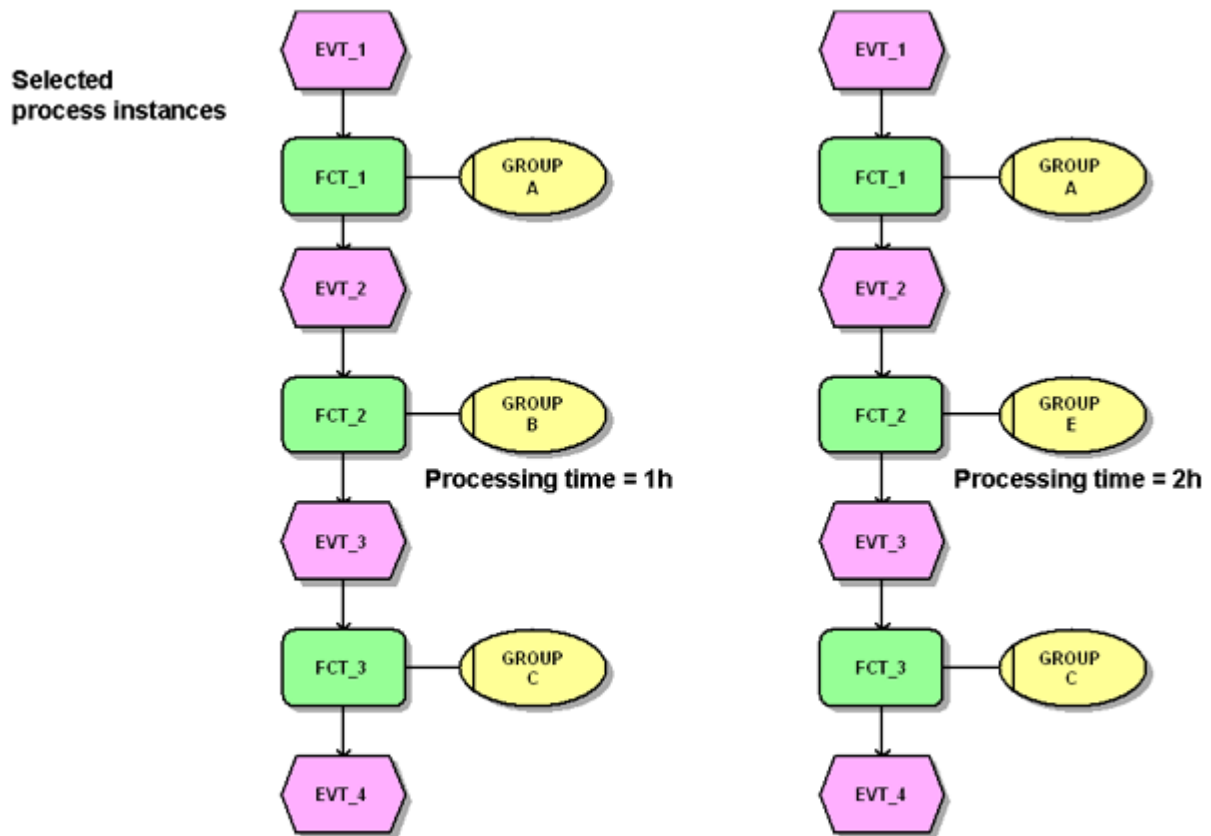 EVT_1
EVT_1
Selected
process instances
FCT_1
GROUP
A
FCT_1
GROUP
A
EVT_2
EVT_2
FCT_2
GROUP
B
FCT_2
GROUP
E
Processing time = 1h
Processing time = 2h
EVT_3
EVT_3
FCT_3
GROUP
C
FCT_3
GROUP
C
EVT_4
EVT_4